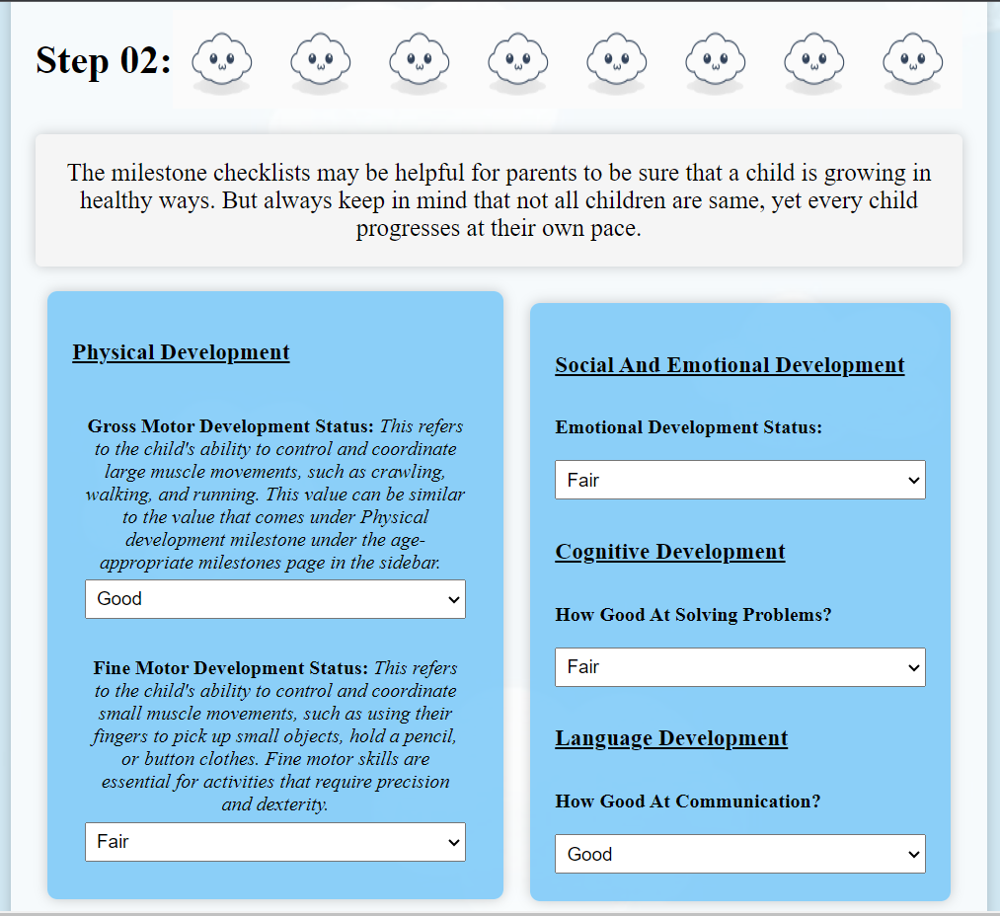 Step 02:
The milestone checklists may be helpful for parents to be sure that a child is growing in
healthy ways. But always keep in mind that not all children are same, yet every child
progresses at their own pace.
Physical Development
Gross Motor Development Status: This refers
to the child's ability to control and coordinate
large muscle movements, such as crawling,
walking, and running. This value can be similar
to the value that comes under Physical
development milestone under the age-
appropriate milestones page in the sidebar.
Good
Fine Motor Development Status: This refers
to the child's ability to control and coordinate
small muscle movements, such as using their
fingers to pick up small objects, hold a pencil,
or button clothes. Fine motor skills are
essential for activities that require precision
and dexterity.
Fair
Social And Emotional Development
Emotional Development Status:
Fair
Cognitive Development
How Good At Solving Problems?
Fair
Language Development
How Good At Communication?
Good